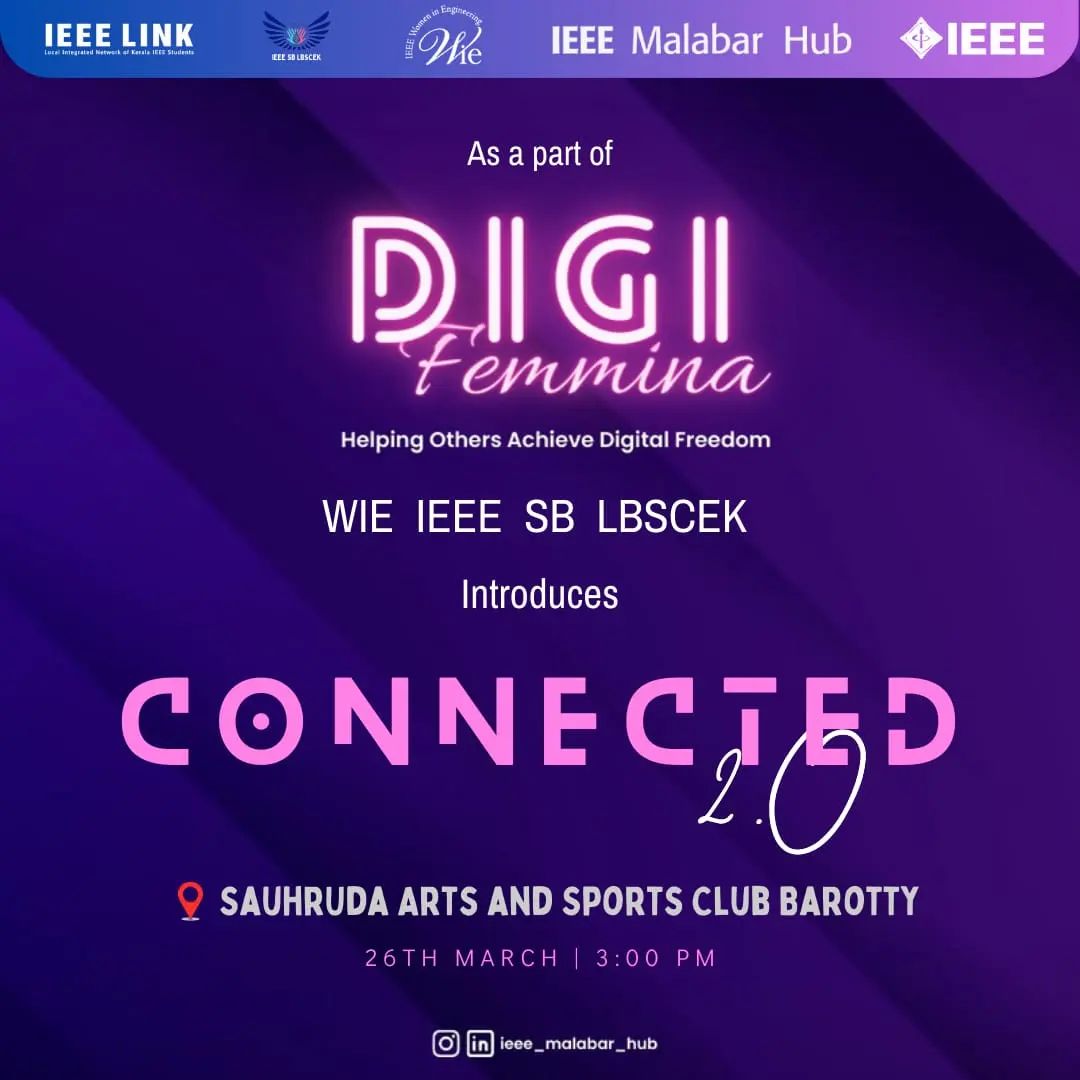 IEEE LINK
Local Integrated Network of Kerala IEEE Students
IEEE SB LBSCEK
IEEE Women in Engineering
Wie
IEEE Malabar Hub
IEEE
As a part of
DIGI
Femmina
Helping Others Achieve Digital Freedom
WIE IEEE SB LBSCEK
Introduces
CONNECTED
2.0
SAUHRUDA ARTS AND SPORTS CLUB BAROTTY
26TH MARCH | 3:00 PM
in ieee_malabar_hub